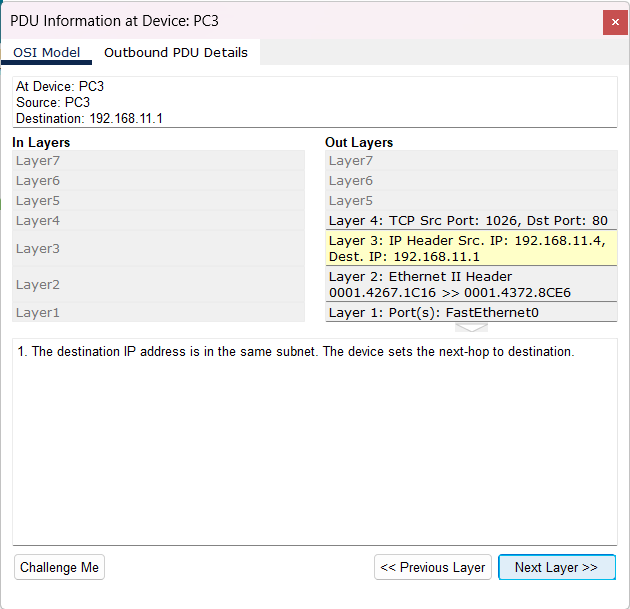 PDU Information at Device: PC3
×
OSI Model
Outbound PDU Details
At Device: PC3
Source: PC3
Destination: 192.168.11.1
In Layers
Layer7
Layer6
Layer5
Layer4
Layer3
Layer2
Layer1
Out Layers
Layer7
Layer6
Layer5
Layer 4: TCP Src Port: 1026, Dst Port: 80
Layer 3: IP Header Src. IP: 192.168.11.4,
Dest. IP: 192.168.11.1
Layer 2: Ethernet II Header
0001.4267.1C16 >> 0001.4372.8CE6
Layer 1: Port(s): FastEthernet0
1. The destination IP address is in the same subnet. The device sets the next-hop to destination.
Challenge Me
<< Previous Layer
Next Layer >>